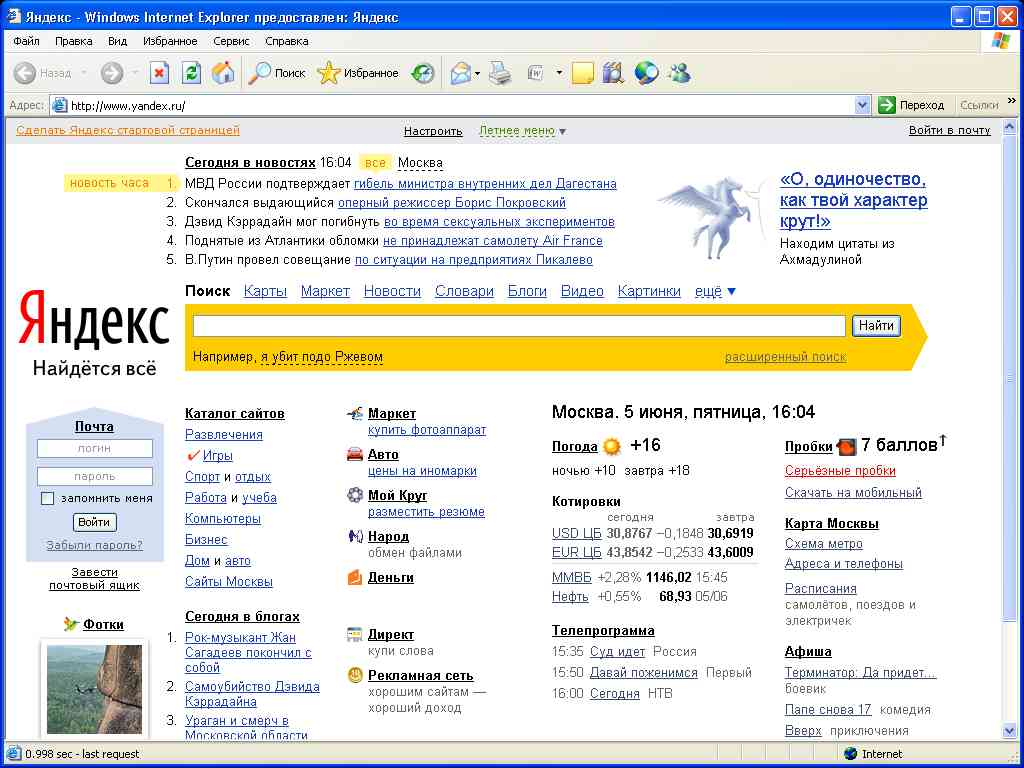 Яндекс - Windows Internet Explorer предоставлен: Яндекс
Файл Правка Вид Избранное Сервис Справка
Назад Поиск Избранное
Адрес: http://www.yandex.ru/ Переход Ссылки »
Сделать Яндекс стартовой страницей Настроить Летнее меню ▼ Войти в почту
Сегодня в новостях 16:04 все Москва
новость часа 1. МВД России подтверждает гибель министра внутренних дел Дагестана
2. Скончался выдающийся оперный режиссер Борис Покровский
3. Дэвид Кэррадайн мог погибнуть во время сексуальных экспериментов
4. Поднятые из Атлантики обломки не принадлежат самолету Air France
5. В.Путин провел совещание по ситуации на предприятиях Пикалево
«О, одиночество,
как твой характер
крут!»
Находим цитаты из
Ахмадулиной
Поиск Карты Маркет Новости Словари Блоги Видео Картинки ещё ▼
Яндекс
Найдётся всё
Найти
Например, я убит подо Ржевом расширенный поиск
Почта
логин
пароль
запомнить меня
Войти
Забыли пароль?
Завести
почтовый ящик
Фотки
Каталог сайтов
Развлечения
Игры
Спорт и отдых
Работа и учеба
Компьютеры
Бизнес
Дом и авто
Сайты Москвы
Сегодня в блогах
1. Рок-музыкант Жан
Сагадеев покончил с
собой
2. Самоубийство Дэвида
Кэррадайна
3. Ураган и смерч в
Московской области
Маркет
купить фотоаппарат
Авто
цены на иномарки
Мой Круг
разместить резюме
Народ
обмен файлами
Деньги
Директ
купи слова
Рекламная сеть
хорошим сайтам —
хороший доход
Москва. 5 июня, пятница, 16:04
Погода +16
ночью +10 завтра +18
Котировки
сегодня завтра
USD ЦБ 30,8767 −0,1848 30,6919
EUR ЦБ 43,8542 −0,2533 43,6009
ММВБ +2,28% 1146,02 15:45
Нефть +0,55% 68,93 05/06
Телепрограмма
15:35 Суд идет Россия
15:50 Давай поженимся Первый
16:00 Сегодня НТВ
Пробки 7 баллов↑
Серьёзные пробки
Скачать на мобильный
Карта Москвы
Схема метро
Адреса и телефоны
Расписания
самолётов, поездов и
электричек
Афиша
Терминатор: Да придет...
боевик
Папе снова 17 комедия
Вверх приключения
0.998 sec - last request Internet